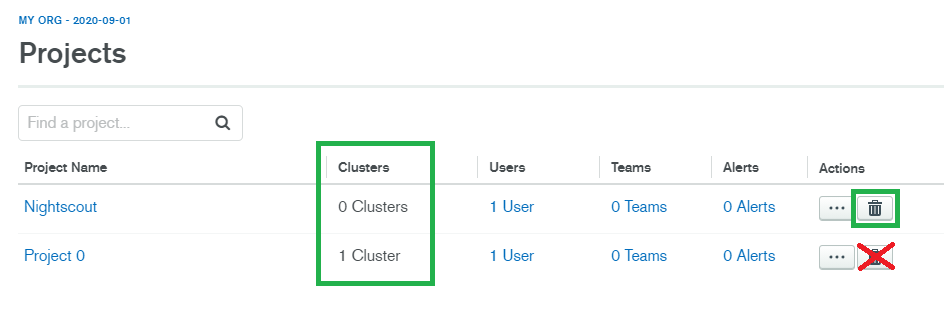 MY ORG - 2020-09-01
Projects
Find a project...
Project Name Clusters Users Teams Alerts Actions
Nightscout 0 Clusters 1 User 0 Teams 0 Alerts ...
Project 0 1 Cluster 1 User 0 Teams 0 Alerts ...